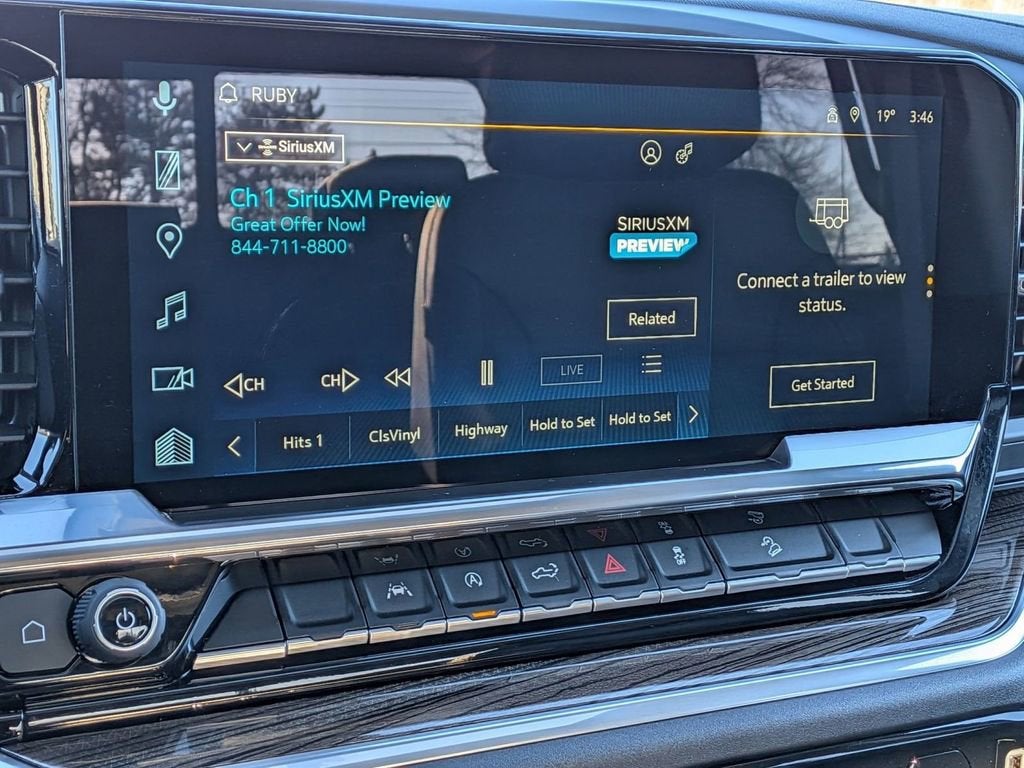 RUBY
19° 3:46
SiriusXM
Ch 1 SiriusXM Preview
Great Offer Now!
844-711-8800
SIRIUSXM
PREVIEW
Related
Connect a trailer to view
status.
Get Started
CH CH LIVE
Hits 1 ClsVinyl Highway Hold to Set Hold to Set
A